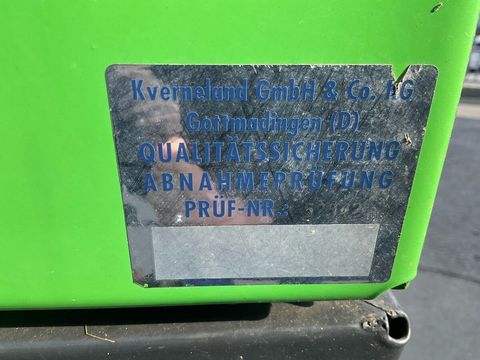 Kverneland GmbH & Co. KG
Gottmadingen (D)
QUALITÄTSSICHERUNG
ABNAHMEPRÜFUNG
PRÜF-NR.: